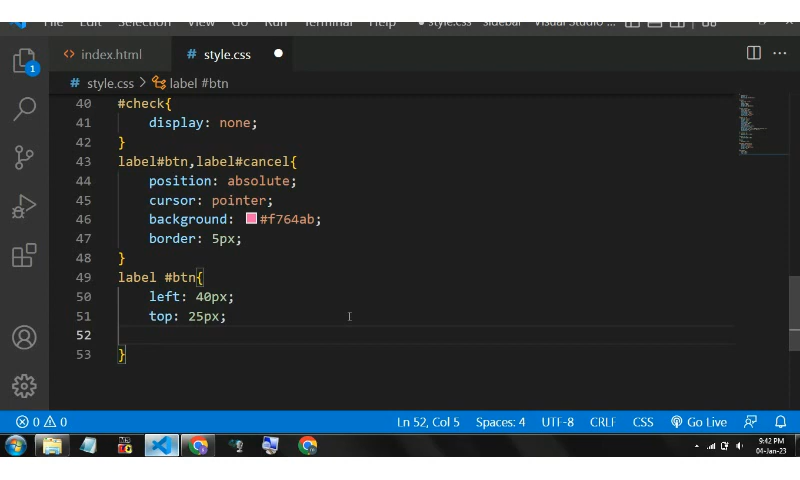 File Edit Selection View Go Run Terminal Help ● style.css - sidebar - Visual Studio ...
index.html
# style.css
# style.css > label #btn
1
40 #check{
41 display: none;
42 }
43 label#btn,label#cancel{
44 position: absolute;
45 cursor: pointer;
46 background: #f764ab;
47 border: 5px;
48 }
49 label #btn{
50 left: 40px;
51 top: 25px;
52
53 }
0 0 Ln 52, Col 5 Spaces: 4 UTF-8 CRLF CSS Go Live
9:42 PM
04-Jan-23